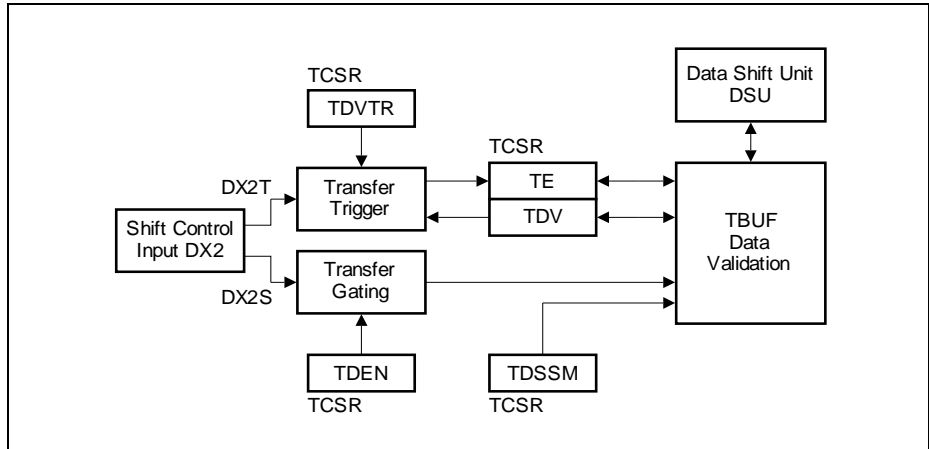 TCSR
TDVTR
Data Shift Unit
DSU
TCSR
DX2T
Transfer
Trigger
TE
TDV
TBUF
Data
Validation
Shift Control
Input DX2
DX2S
Transfer
Gating
TDEN
TCSR
TDSSM
TCSR